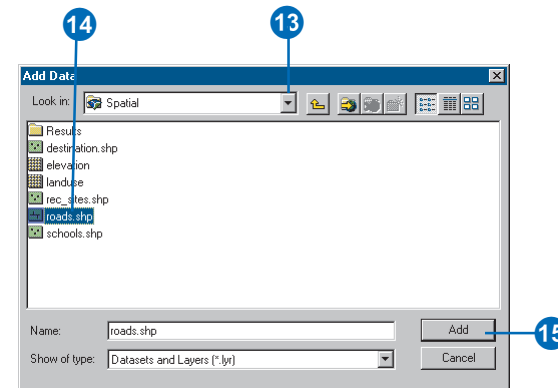 14
13
Add Data
Look in: Spatial
Results
destination.shp
elevation
landuse
rec_sites.shp
roads.shp
schools.shp
Name: roads.shp
Add
15
Show of type: Datasets and Layers (*.lyr)
Cancel